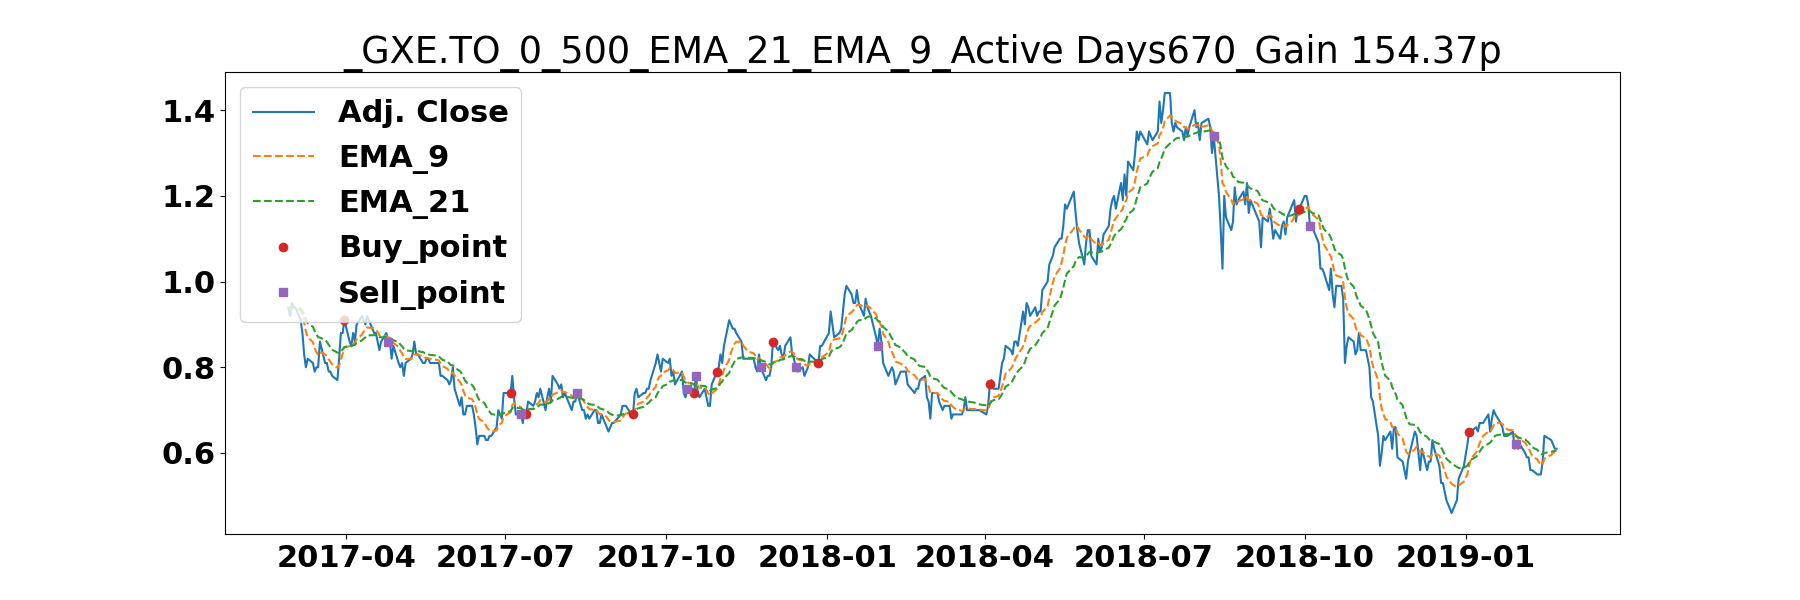 _GXE.TO_0_500_EMA_21_EMA_9_Active Days670_Gain 154.37p
Adj. Close
EMA_9
EMA_21
Buy_point
Sell_point
1.4
1.2
1.0
0.8
0.6
2017-04 2017-07 2017-10 2018-01 2018-04 2018-07 2018-10 2019-01